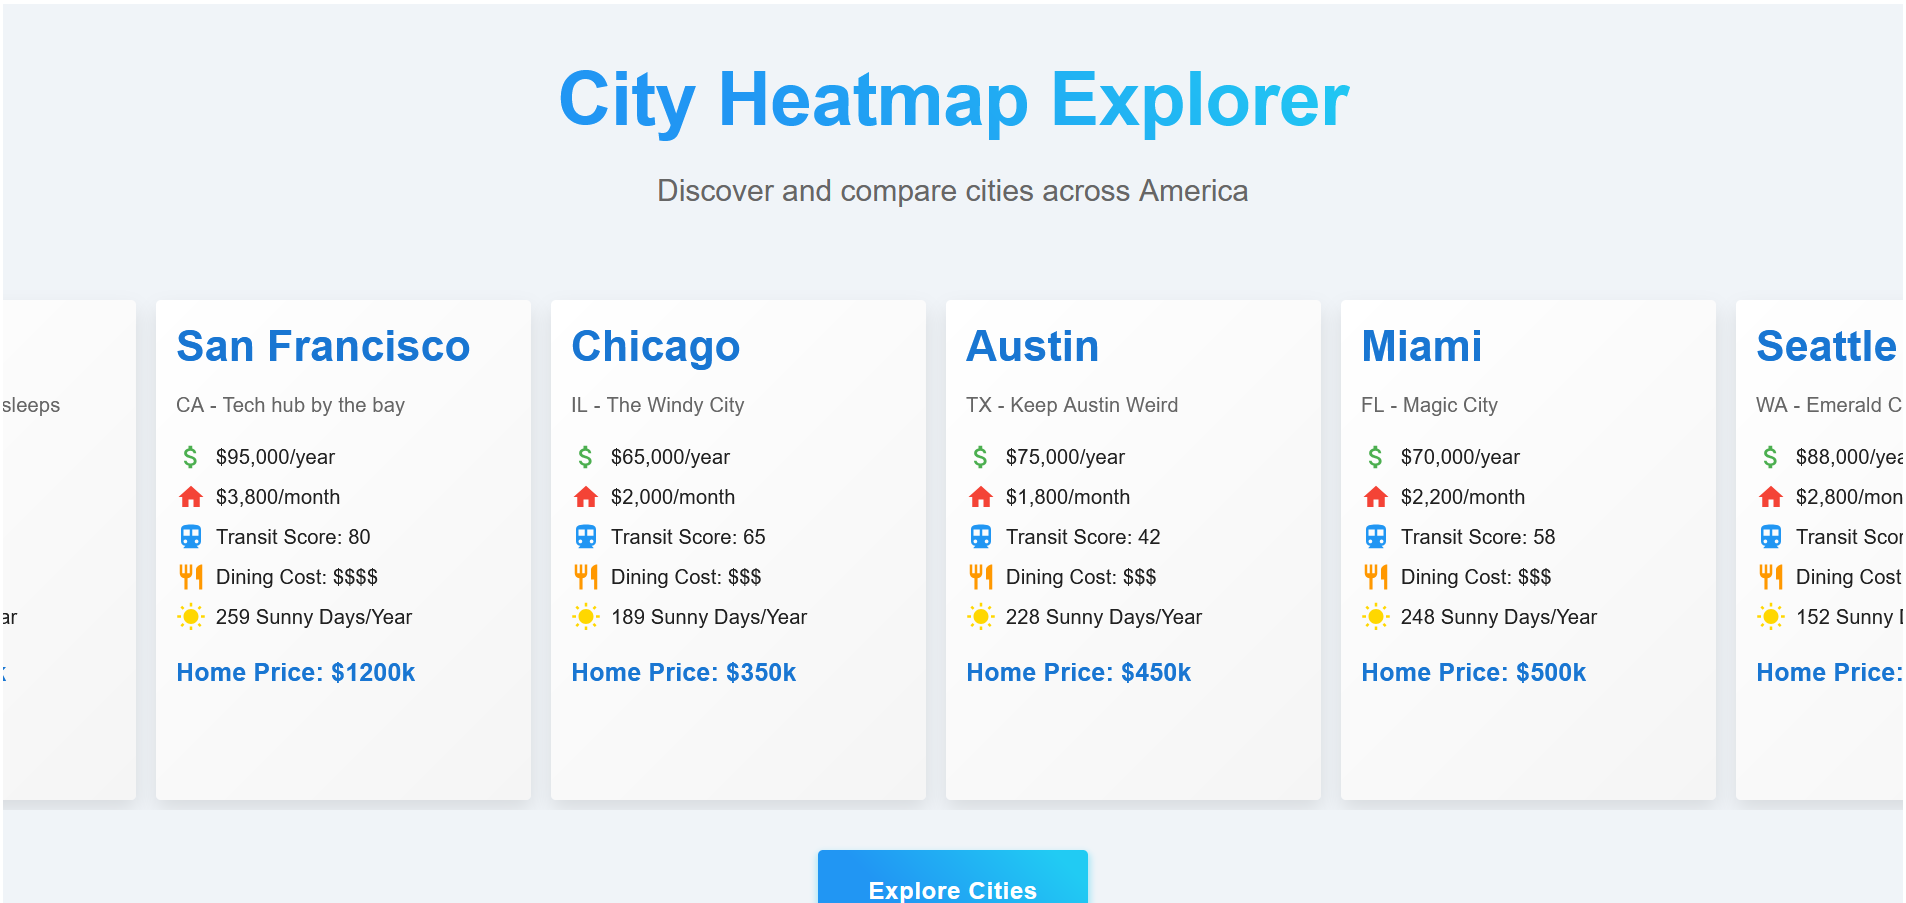 City Heatmap Explorer
Discover and compare cities across America
sleeps
San Francisco
CA - Tech hub by the bay
$95,000/year
$3,800/month
Transit Score: 80
Dining Cost: $$$$
259 Sunny Days/Year
Home Price: $1200k
Chicago
IL - The Windy City
$65,000/year
$2,000/month
Transit Score: 65
Dining Cost: $$$
189 Sunny Days/Year
Home Price: $350k
Austin
TX - Keep Austin Weird
$75,000/year
$1,800/month
Transit Score: 42
Dining Cost: $$$
228 Sunny Days/Year
Home Price: $450k
Miami
FL - Magic City
$70,000/year
$2,200/month
Transit Score: 58
Dining Cost: $$$
248 Sunny Days/Year
Home Price: $500k
Seattle
WA - Emerald
$88,000/
$2,800/
Transit
Dining Cost
152 Sunny
Home Price:
Explore Cities